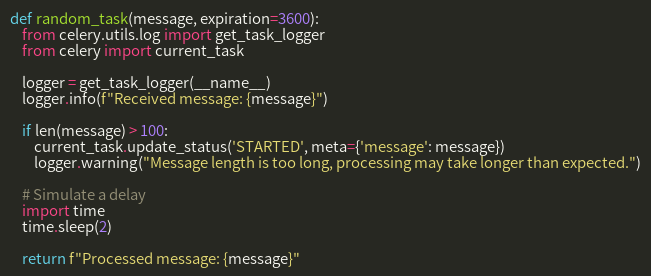 def random_task(message, expiration=3600):
from celery.utils.log import get_task_logger
from celery import current_task
logger = get_task_logger(__name__)
logger.info(f"Received message: {message}")
if len(message) > 100:
current_task.update_status('STARTED', meta={'message': message})
logger.warning("Message length is too long, processing may take longer than expected.")
# Simulate a delay
import time
time.sleep(2)
return f"Processed message: {message}"